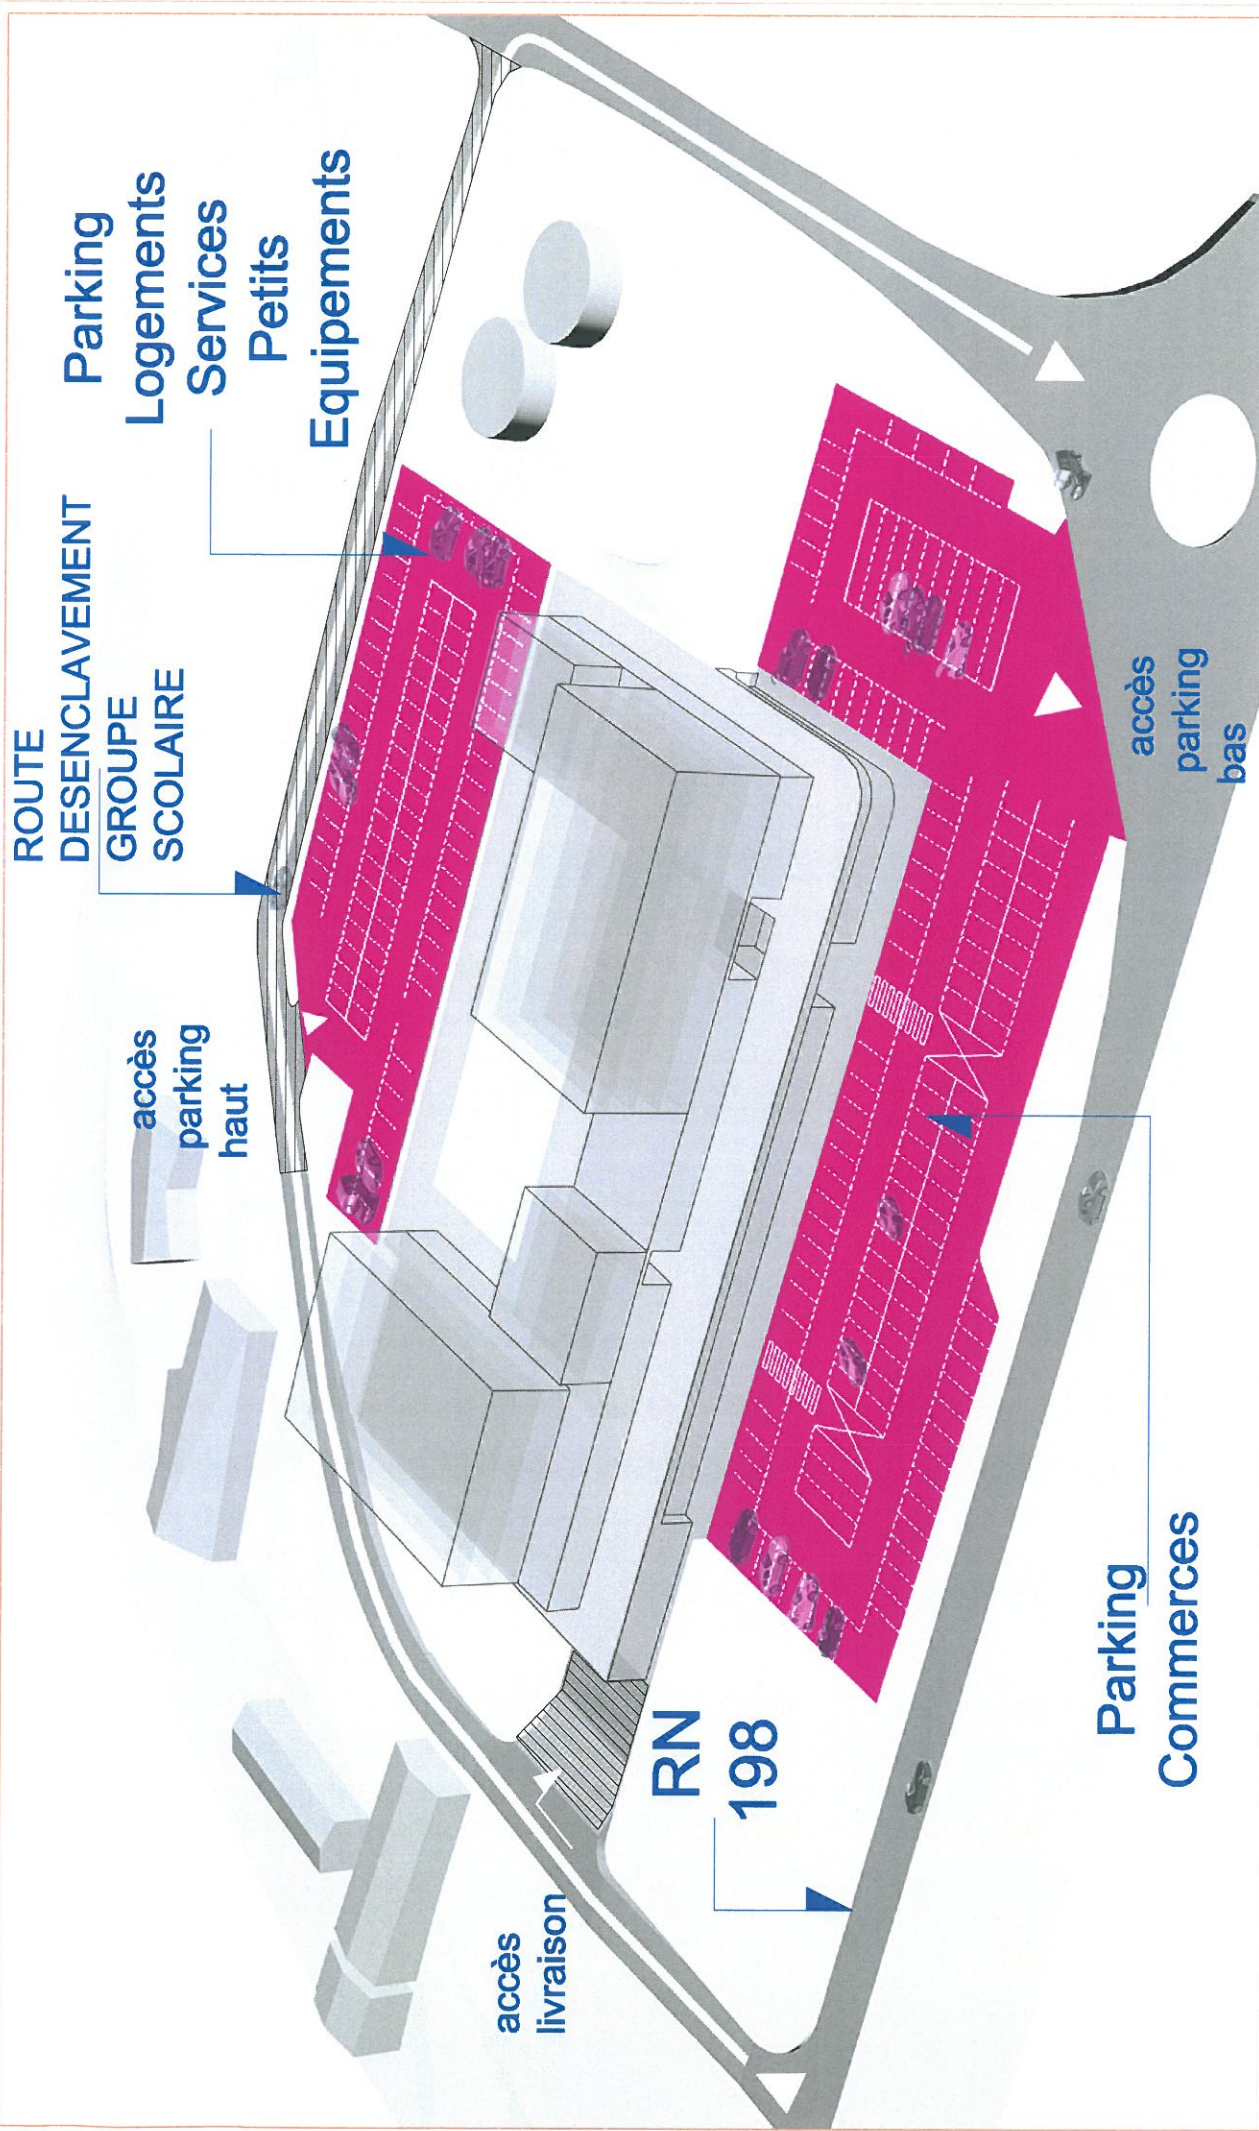 ROUTE
DESENCLAVEMENT
GROUPE
SCOLAIRE
Parking
Logements
Services
Petits
Equipements
accès
parking
haut
accès
livraison
RN
198
accès
parking
bas
Parking
Commerces